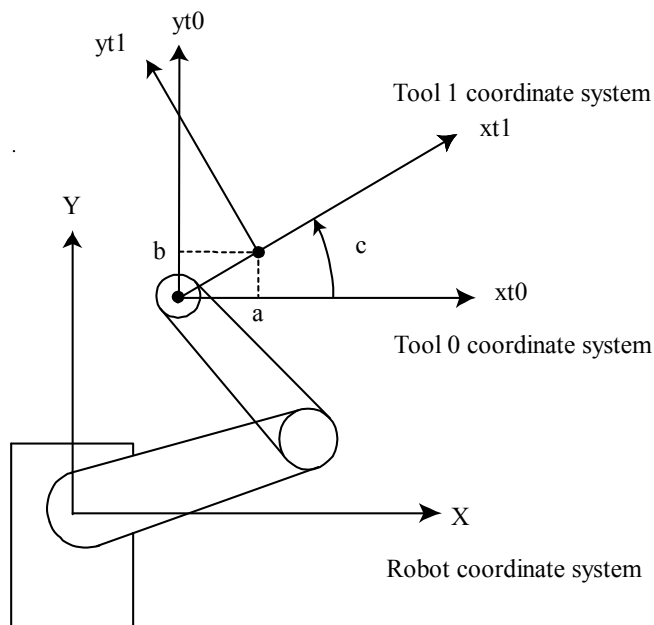 yt0
yt1
Tool 1 coordinate system
xt1
Y
b
c
a
xt0
Tool 0 coordinate system
X
Robot coordinate system